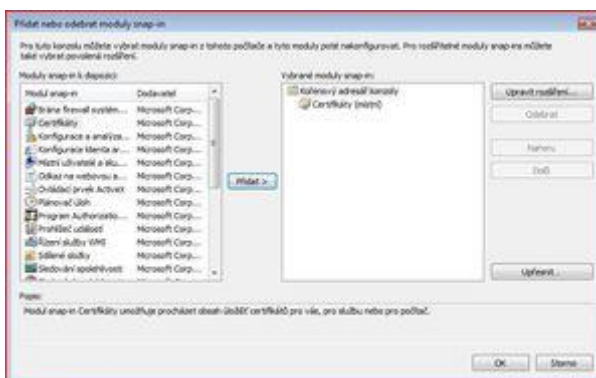 Přidat nebo odebrat moduly snap-in
Pro tuto konzolu můžete vybrat moduly snap-in z tohoto počítače a tyto moduly poté nakonfigurovat. Pro rozšiřitelné moduly snap-ins můžete
také vybrat povolená rozšíření.
Moduly snap-in k dispozici:
Modul snap-in Dodavatel
Brána firewall systém... Microsoft Corp...
Certifikáty Microsoft Corp...
Konfigurace a analýza... Microsoft Corp...
Konfigurace klienta ar... Microsoft Corp...
Místní uživatelé a sku... Microsoft Corp...
Odkaz na webovou a... Microsoft Corp...
Ovládací prvek ActiveX Microsoft Corp...
Plánovač úloh Microsoft Corp...
Program Authorizatio... Microsoft Corp...
Prohlížeč událostí Microsoft Corp...
Řízení služby WMI Microsoft Corp...
Sdílené složky Microsoft Corp...
Sledování spolehlivosti Microsoft Corp...
Přidat >
Vybrané moduly snap-in:
Kořenový adresář konzoly
Certifikáty (místní)
Upravit rozšíření...
Odebrat
Nahoru
Dolů
Upřesnit...
Popis:
Modul snap-in Certifikáty umožňuje procházet obsah úložišť certifikátů pro vás, pro službu nebo pro počítač.
OK
Storno